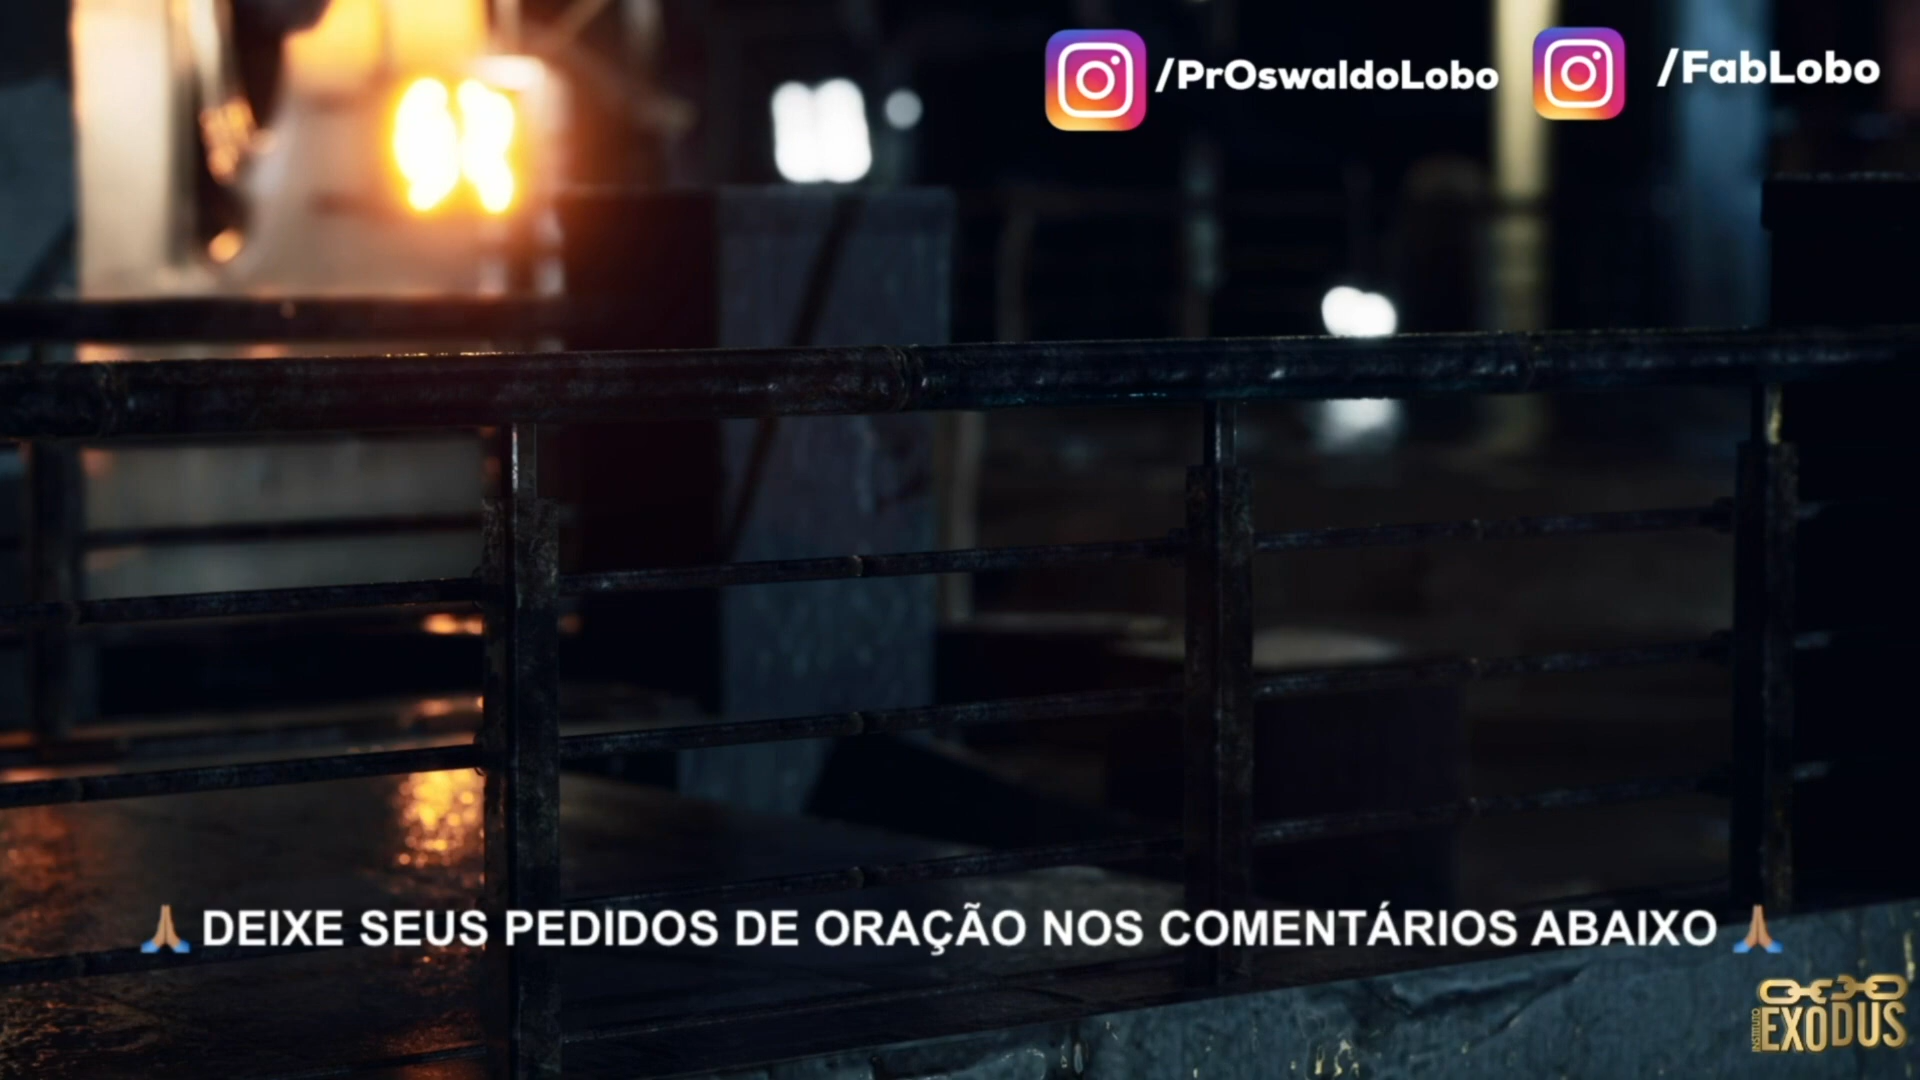 /PrOswaldoLobo
/FabLobo
🙏🏽 DEIXE SEUS PEDIDOS DE ORAÇÃO NOS COMENTÁRIOS ABAIXO 🙏🏽
INSTITUTO
EXODUS